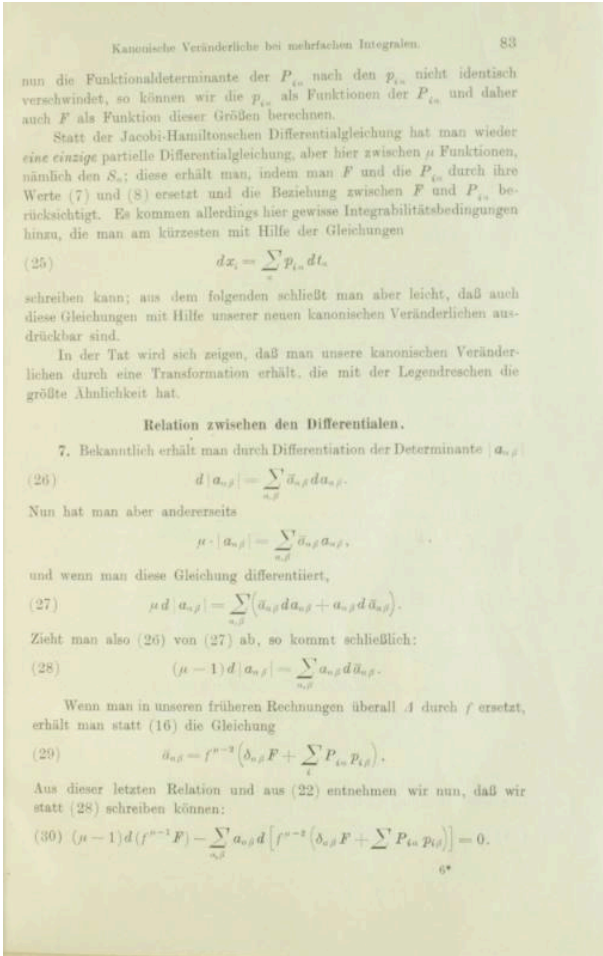 Kanonische Veränderliche bei mehrfachen Integralen. 83
nun die Funktionaldeterminante der P_{iα} nach den p_{iα} nicht identisch
verschwindet, so können wir die p_{iα} als Funktionen der P_{iα} und daher
auch F als Funktion dieser Größen berechnen.
Statt der Jacobi-Hamiltonschen Differentialgleichung hat man wieder
eine einzige partielle Differentialgleichung, aber hier zwischen μ Funktionen,
nämlich den S_α; diese erhält man, indem man F und die P_{iα} durch ihre
Werte (7) und (8) ersetzt und die Beziehung zwischen F und P_{iα} be-
rücksichtigt. Es kommen allerdings hier gewisse Integrabilitätsbedingungen
hinzu, die man am kürzesten mit Hilfe der Gleichungen
(25) dx_i = ∑_α p_{iα} dt_α
schreiben kann; aus dem folgenden schließt man aber leicht, daß auch
diese Gleichungen mit Hilfe unserer neuen kanonischen Veränderlichen aus-
drückbar sind.
In der Tat wird sich zeigen, daß man unsere kanonischen Veränder-
lichen durch eine Transformation erhält, die mit der Legendreschen die
größte Ähnlichkeit hat.
Relation zwischen den Differentialen.
7. Bekanntlich erhält man durch Differentiation der Determinante |a_{αβ}|
(26) d|a_{αβ}| = ∑_{α,β} ā_{αβ} da_{αβ}.
Nun hat man aber andererseits
μ·|a_{αβ}| = ∑_{α,β} ā_{αβ} a_{αβ},
und wenn man diese Gleichung differentiiert,
(27) μ d|a_{αβ}| = ∑_{α,β} (ā_{αβ} da_{αβ} + a_{αβ} dā_{αβ}).
Zieht man also (26) von (27) ab, so kommt schließlich:
(28) (μ − 1) d|a_{αβ}| = ∑_{α,β} a_{αβ} dā_{αβ}.
Wenn man in unseren früheren Rechnungen überall Δ durch f ersetzt,
erhält man statt (16) die Gleichung
(29) ā_{αβ} = f^{μ−2} (δ_{αβ} F + ∑_i P_{iα} p_{iβ}).
Aus dieser letzten Relation und aus (22) entnehmen wir nun, daß wir
statt (28) schreiben können:
(30) (μ − 1) d(f^{μ−1} F) − ∑_{α,β} a_{αβ} d[f^{μ−2} (δ_{αβ} F + ∑ P_{iα} p_{iβ})] = 0.
6*